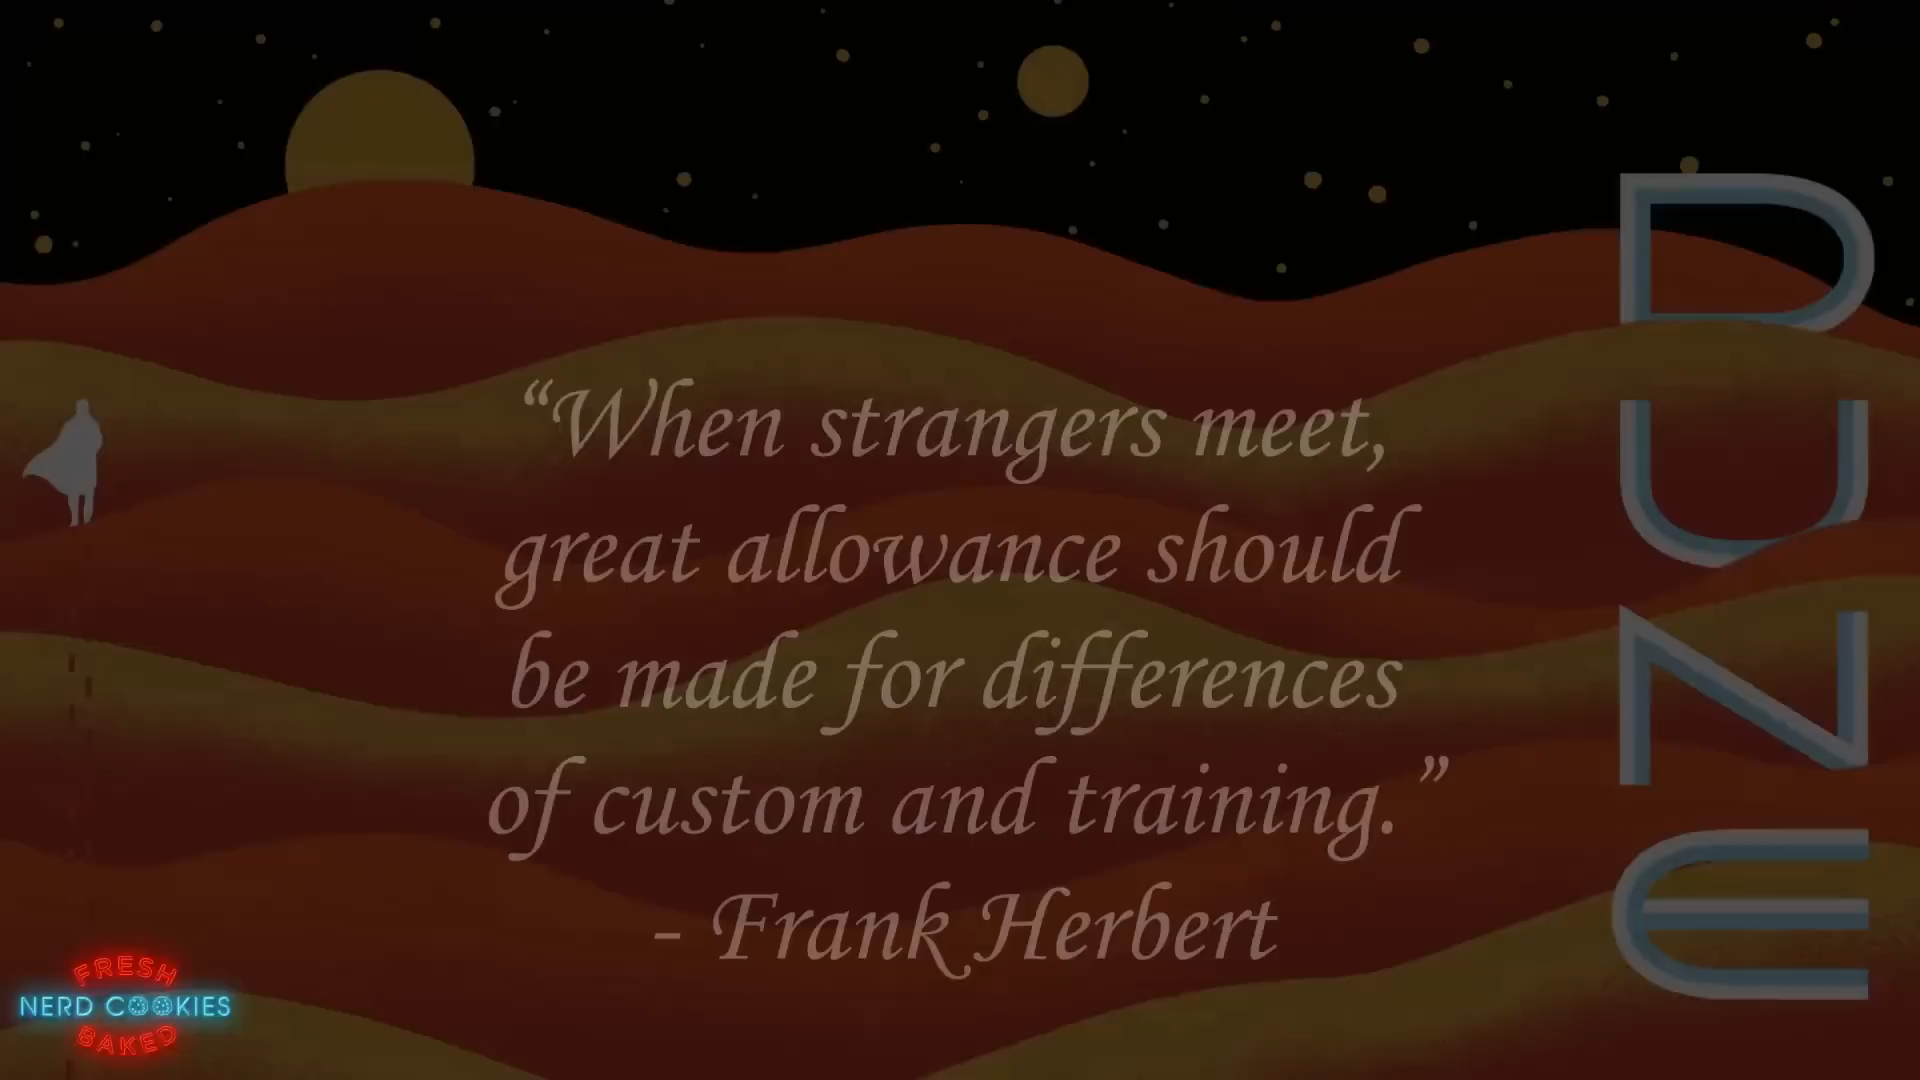 “When strangers meet,
great allowance should
be made for differences
of custom and training.”
- Frank Herbert
DUNE
FRESH
NERD COOKIES
BAKED